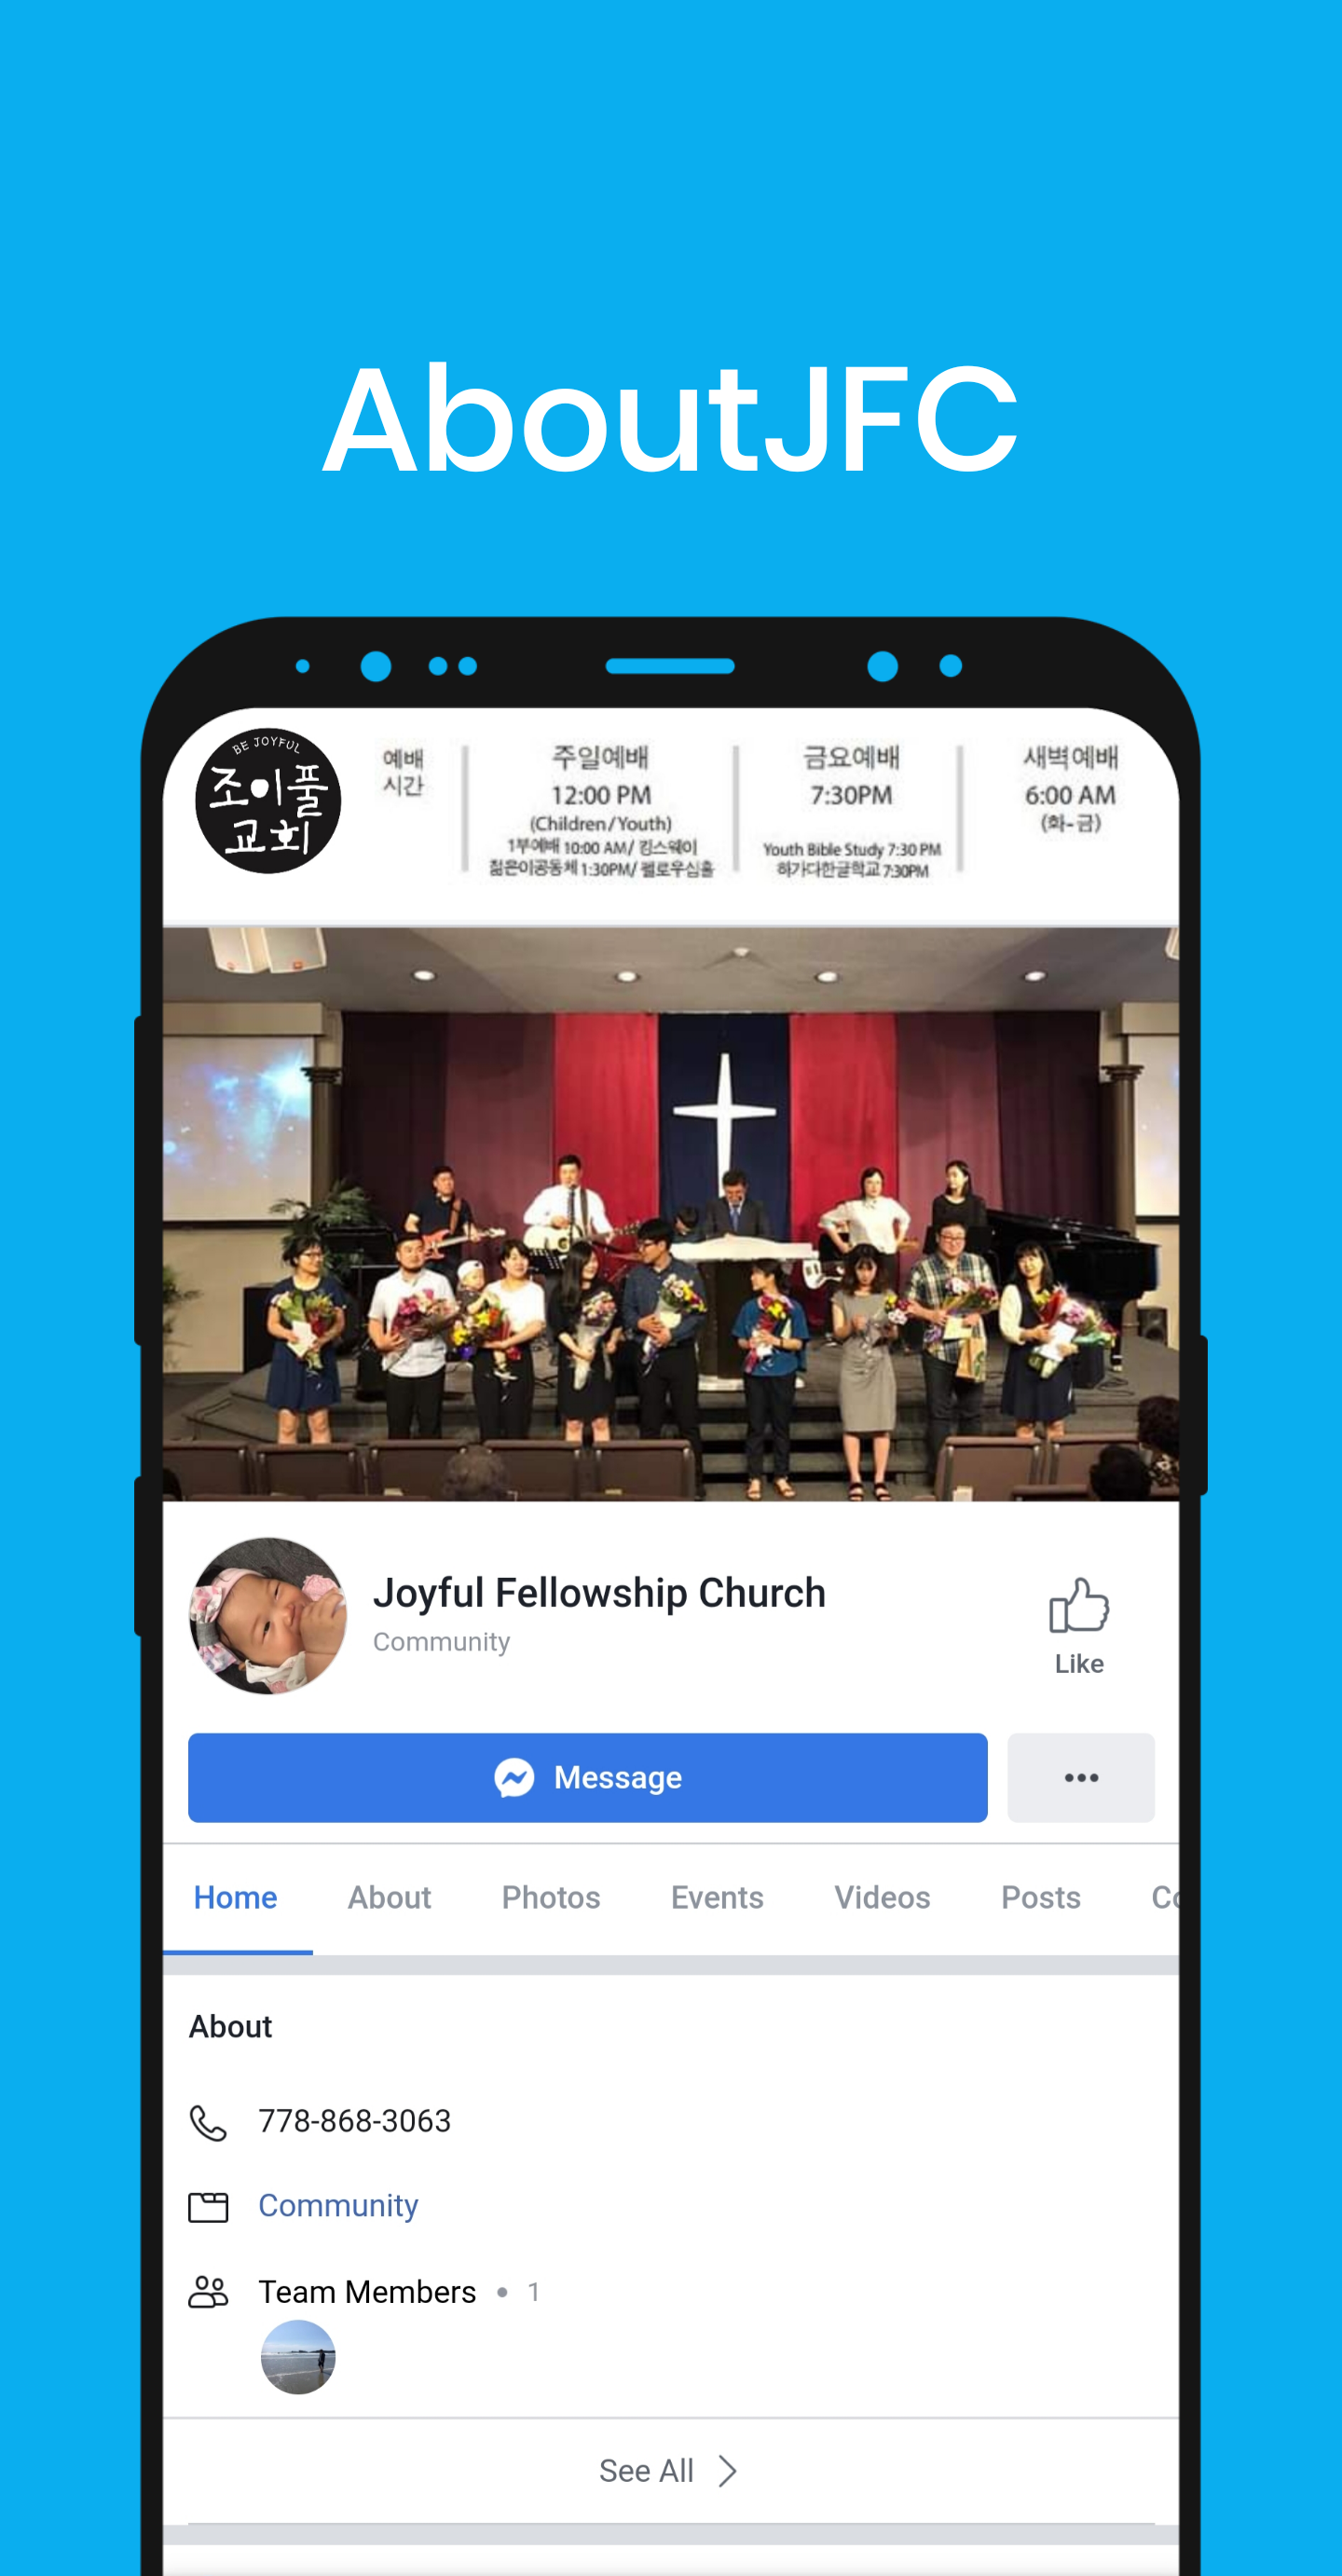 AboutJFC
BE JOYFUL
조이풀
교회
예배
시간
주일예배
12:00 PM
(Children/Youth)
1부예배 10:00 AM/ 킹스웨이
젊은이공동체 1:30PM/ 펠로우십홀
금요예배
7:30PM
Youth Bible Study 7:30 PM
하가다한글학교 7:30PM
새벽예배
6:00 AM
(화-금)
Joyful Fellowship Church
Community
Like
Message
Home About Photos Events Videos Posts Co
About
778-868-3063
Community
Team Members • 1
See All